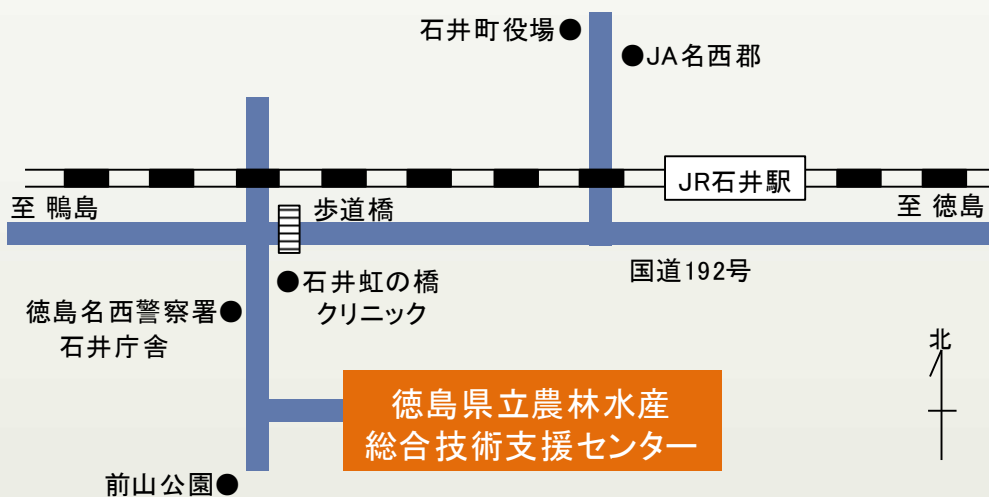 石井町役場●
●JA名西郡
JR石井駅
至 鴨島
歩道橋
至 徳島
国道192号
●石井虹の橋
クリニック
徳島名西警察署●
石井庁舎
北
徳島県立農林水産
総合技術支援センター
前山公園●